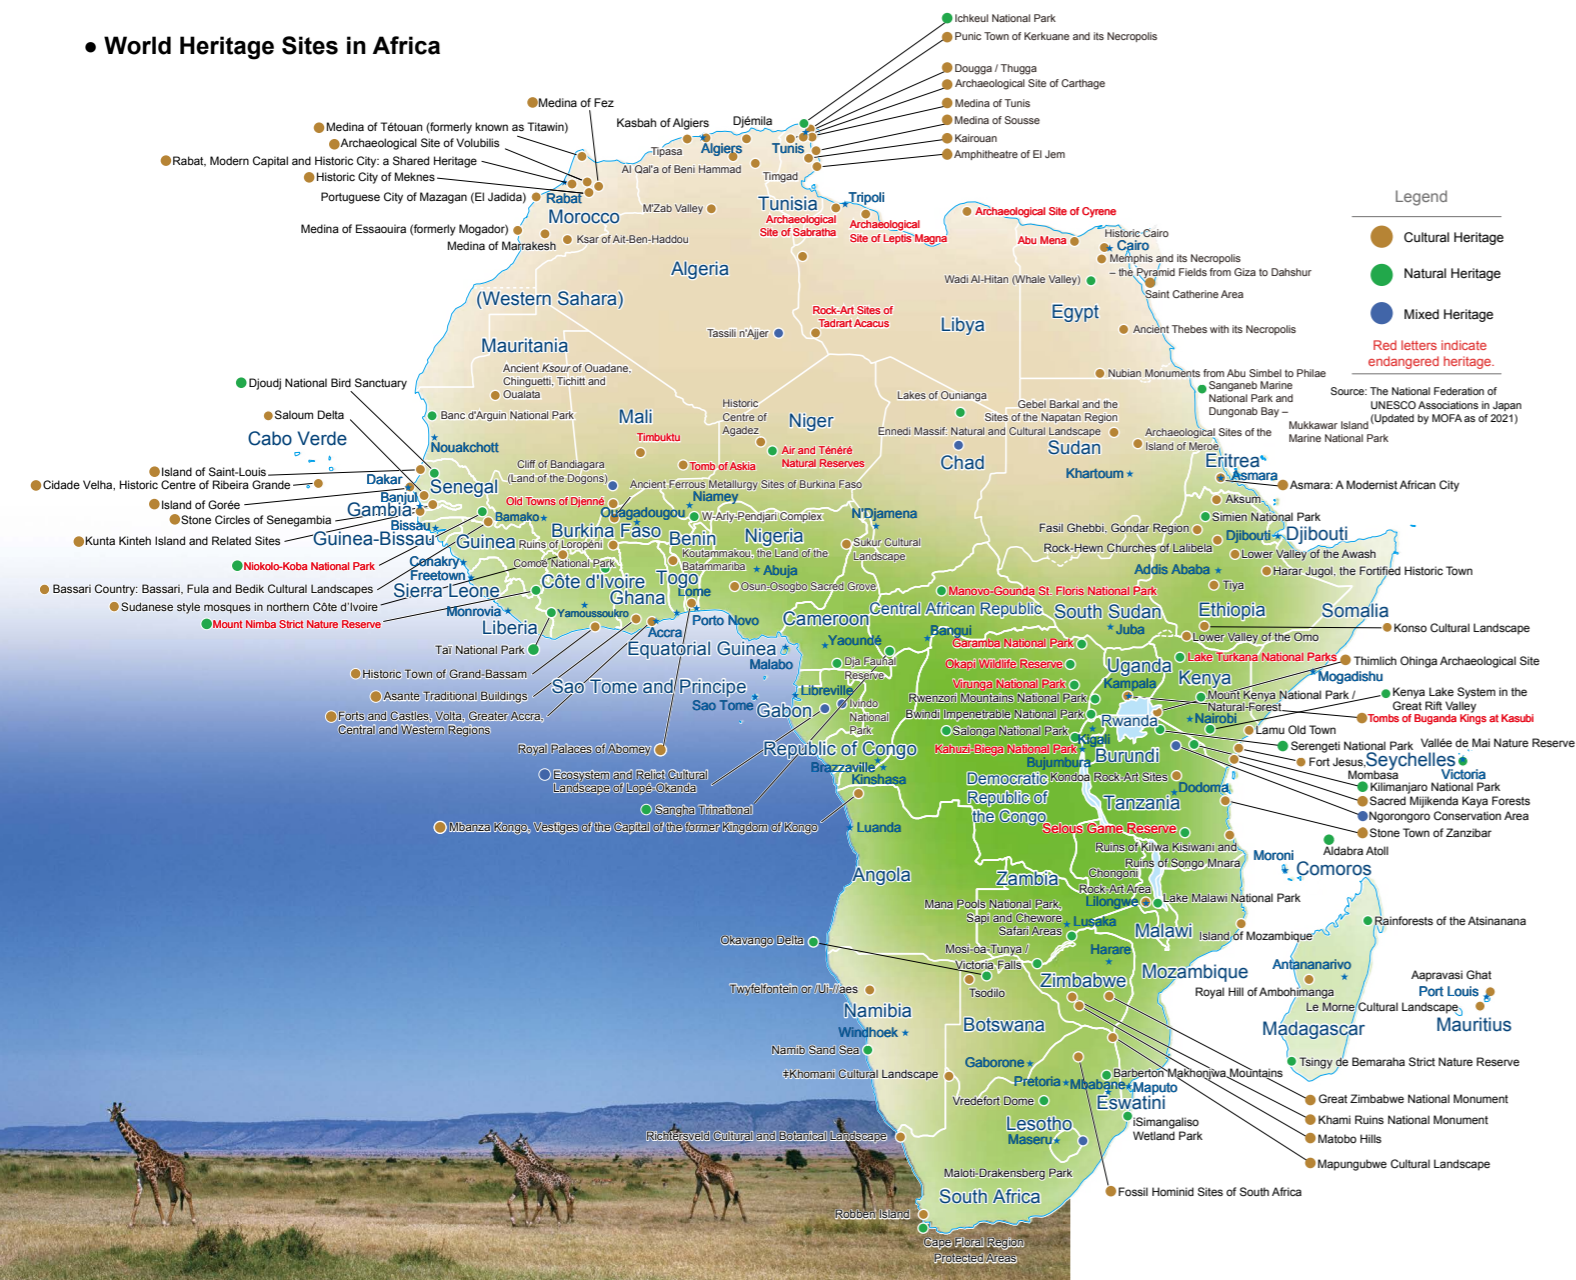 ● World Heritage Sites in Africa
Ichkeul National Park
Punic Town of Kerkuane and its Necropolis
Dougga / Thugga
Archaeological Site of Carthage
Medina of Tunis
Medina of Sousse
Kairouan
Amphitheatre of El Jem
Medina of Fez
Medina of Tétouan (formerly known as Titawin)
Archaeological Site of Volubilis
Rabat, Modern Capital and Historic City: a Shared Heritage
Historic City of Meknes
Portuguese City of Mazagan (El Jadida)
Medina of Essaouira (formerly Mogador)
Medina of Marrakesh
Ksar of Ait-Ben-Haddou
Rabat
Morocco
Kasbah of Algiers
Djémila
Tipasa
Algiers
Tunis
Al Qal'a of Beni Hammad
Timgad
M'Zab Valley
Tunisia
Tripoli
Archaeological
Site of Sabratha
Archaeological
Site of Leptis Magna
Archaeological Site of Cyrene
Abu Mena
Historic Cairo
Cairo
Memphis and its Necropolis
– the Pyramid Fields from Giza to Dahshur
Wadi Al-Hitan (Whale Valley)
Saint Catherine Area
Legend
Cultural Heritage
Natural Heritage
Mixed Heritage
Red letters indicate
endangered heritage.
Source: The National Federation of
UNESCO Associations in Japan
(Updated by MOFA as of 2021)
Algeria
(Western Sahara)
Rock-Art Sites of
Tadrart Acacus
Tassili n'Ajjer
Libya
Egypt
Ancient Thebes with its Necropolis
Mauritania
Ancient Ksour of Ouadane,
Chinguetti, Tichitt and
Oualata
Nubian Monuments from Abu Simbel to Philae
Sanganeb Marine
National Park and
Dungonab Bay –
Mukkawar Island
Marine National Park
Djoudj National Bird Sanctuary
Saloum Delta
Cabo Verde
Banc d'Arguin National Park
Nouakchott
Mali
Timbuktu
Historic
Centre of
Agadez
Niger
Air and Ténéré
Natural Reserves
Lakes of Ounianga
Gebel Barkal and the
Sites of the Napatan Region
Ennedi Massif: Natural and Cultural Landscape
Chad
Sudan
Archaeological Sites of the
Island of Meroe
Khartoum
Eritrea
Asmara
Asmara: A Modernist African City
Island of Saint-Louis
Cidade Velha, Historic Centre of Ribeira Grande
Island of Gorée
Stone Circles of Senegambia
Kunta Kinteh Island and Related Sites
Dakar
Banjul
Senegal
Gambia
Bissau
Guinea-Bissau
Cliff of Bandiagara
(Land of the Dogons)
Tomb of Askia
Old Towns of Djenné
Ancient Ferrous Metallurgy Sites of Burkina Faso
Niamey
Ouagadougou
W-Arly-Pendjari Complex
Bamako
Burkina Faso
Benin
Nigeria
N'Djamena
Sukur Cultural
Landscape
Aksum
Simien National Park
Fasil Ghebbi, Gondar Region
Djibouti
Djibouti
Rock-Hewn Churches of Lalibela
Lower Valley of the Awash
Addis Ababa
Harar Jugol, the Fortified Historic Town
Tiya
Niokolo-Koba National Park
Bassari Country: Bassari, Fula and Bedik Cultural Landscapes
Sudanese style mosques in northern Côte d'Ivoire
Mount Nimba Strict Nature Reserve
Guinea
Conakry
Freetown
Sierra Leone
Monrovia
Liberia
Ruins of Loropéni
Comoé National Park
Côte d'Ivoire
Yamoussoukro
Ghana
Togo
Lome
Koutammakou, the Land of the
Batammariba
Abuja
Osun-Osogbo Sacred Grove
Porto Novo
Accra
Taï National Park
Historic Town of Grand-Bassam
Asante Traditional Buildings
Forts and Castles, Volta, Greater Accra,
Central and Western Regions
Royal Palaces of Abomey
Cameroon
Yaoundé
Equatorial Guinea
Malabo
Dja Faunal
Reserve
Sao Tome and Principe
Sao Tome
Libreville
Gabon
Ivindo
National
Park
Manovo-Gounda St. Floris National Park
Central African Republic
Bangui
South Sudan
Juba
Ethiopia
Somalia
Konso Cultural Landscape
Lower Valley of the Omo
Garamba National Park
Okapi Wildlife Reserve
Virunga National Park
Rwenzori Mountains National Park
Bwindi Impenetrable National Park
Salonga National Park
Kahuzi-Biega National Park
Uganda
Kampala
Lake Turkana National Parks
Kenya
Thimlich Ohinga Archaeological Site
Mogadishu
Mount Kenya National Park /
Natural-Forest
Kenya Lake System in the
Great Rift Valley
Tombs of Buganda Kings at Kasubi
Rwanda
Nairobi
Lamu Old Town
Kigali
Serengeti National Park
Vallée de Mai Nature Reserve
Bujumbura
Burundi
Fort Jesus,
Mombasa
Seychelles
Victoria
Republic of Congo
Brazzaville
Kinshasa
Ecosystem and Relict Cultural
Landscape of Lopé-Okanda
Sangha Trinational
Mbanza Kongo, Vestiges of the Capital of the former Kingdom of Kongo
Democratic
Republic of
the Congo
Kondoa Rock-Art Sites
Dodoma
Tanzania
Kilimanjaro National Park
Sacred Mijikenda Kaya Forests
Ngorongoro Conservation Area
Stone Town of Zanzibar
Selous Game Reserve
Ruins of Kilwa Kisiwani and
Ruins of Songo Mnara
Aldabra Atoll
Moroni
Comoros
Luanda
Angola
Zambia
Chongoni
Rock-Art Area
Lilongwe
Lake Malawi National Park
Mana Pools National Park,
Sapi and Chewore
Safari Areas
Lusaka
Malawi
Island of Mozambique
Rainforests of the Atsinanana
Okavango Delta
Mosi-oa-Tunya /
Victoria Falls
Harare
Zimbabwe
Mozambique
Antananarivo
Royal Hill of Ambohimanga
Aapravasi Ghat
Port Louis
Le Morne Cultural Landscape
Mauritius
Madagascar
Tsingy de Bemaraha Strict Nature Reserve
Twyfelfontein or /Ui-//aes
Tsodilo
Namibia
Windhoek
Botswana
Namib Sand Sea
Gaborone
ǂKhomani Cultural Landscape
Pretoria
Mbabane
Maputo
Barberton Makhonjwa Mountains
Eswatini
Vredefort Dome
Lesotho
Maseru
iSimangaliso
Wetland Park
Great Zimbabwe National Monument
Khami Ruins National Monument
Matobo Hills
Mapungubwe Cultural Landscape
Richtersveld Cultural and Botanical Landscape
Maloti-Drakensberg Park
South Africa
Fossil Hominid Sites of South Africa
Robben Island
Cape Floral Region
Protected Areas